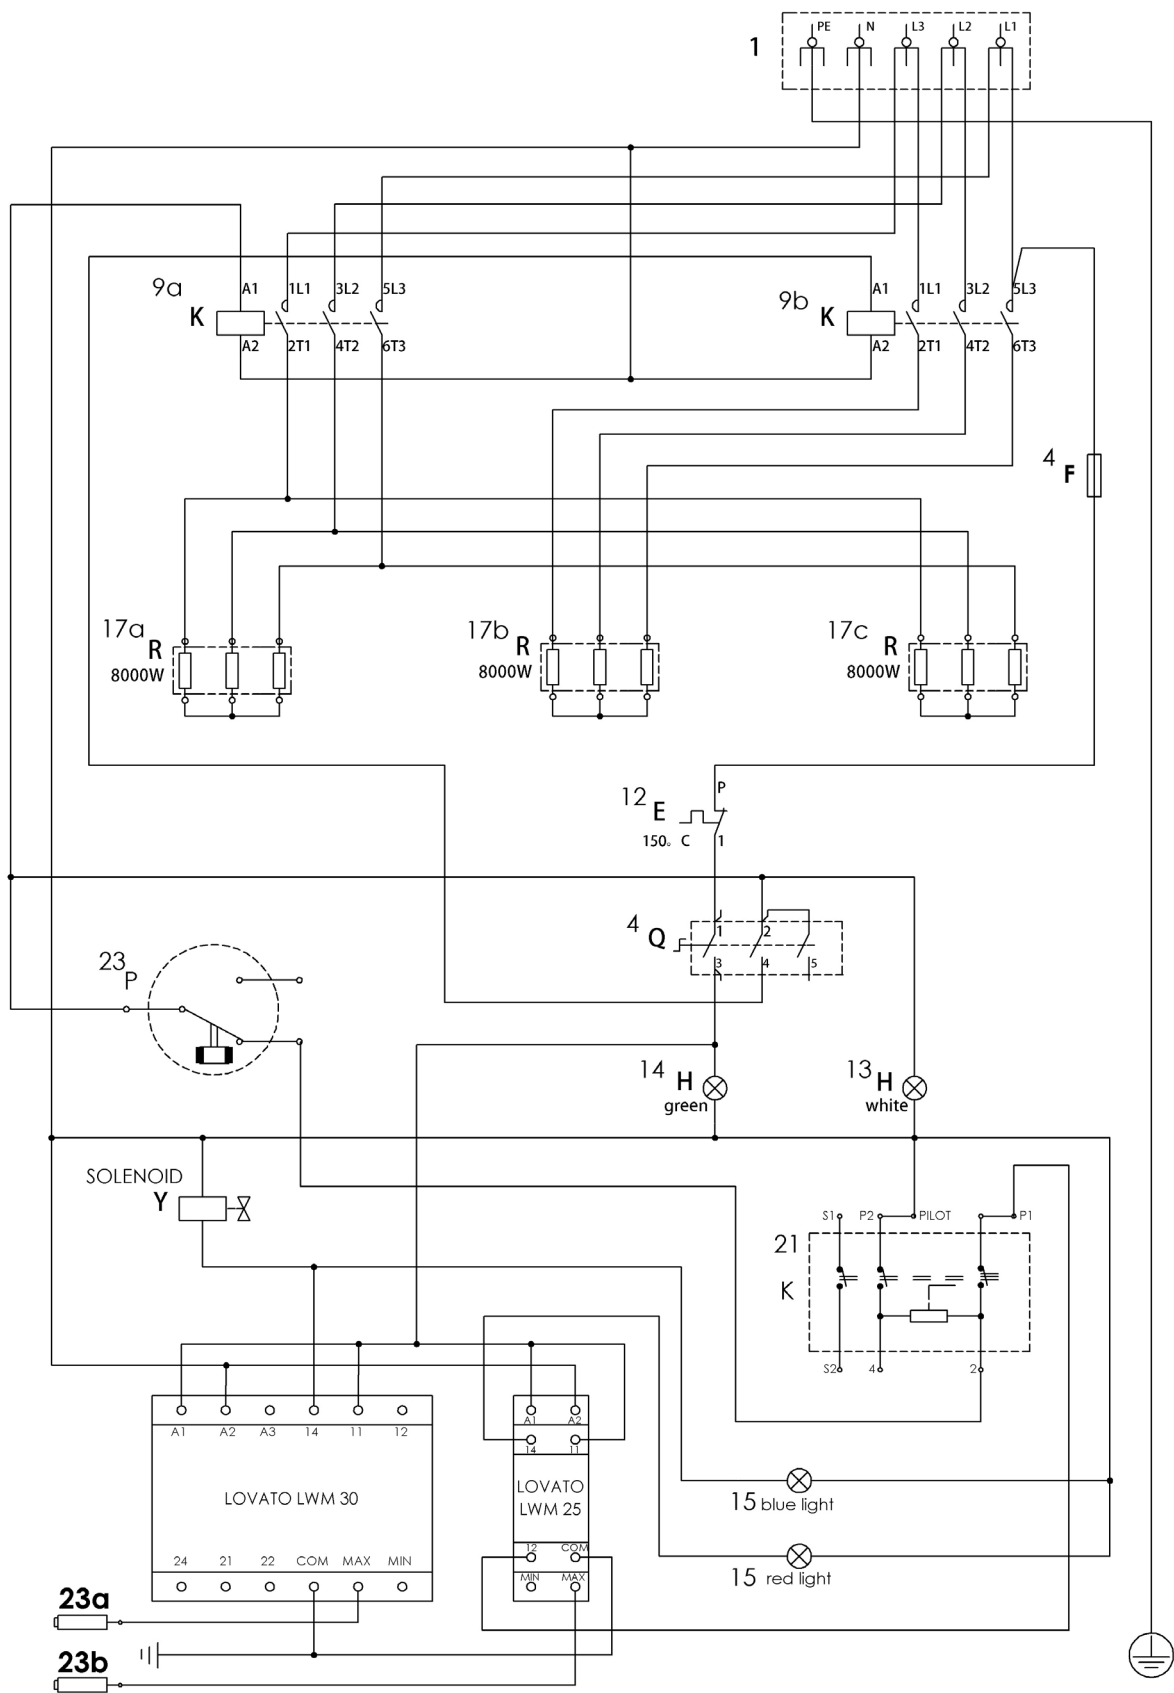 1
PE N L3 L2 L1
9a
K
A1 1L1 3L2 5L3
A2 2T1 4T2 6T3
9b
K
A1 1L1 3L2 5L3
A2 2T1 4T2 6T3
4
F
17a
R
8000W
17b
R
8000W
17c
R
8000W
P
12
E
150。 C 1
4
Q
1 2
3 4 5
23
P
14
H
green
13
H
white
SOLENOID
Y
S1 P2 PILOT P1
21
K
S2 4 2
A1 A2 A3 14 11 12
LOVATO LWM 30
24 21 22 COM MAX MIN
A1 A2
14 11
LOVATO
LWM 25
12 COM
MIN MAX
15 blue light
15 red light
23a
23b